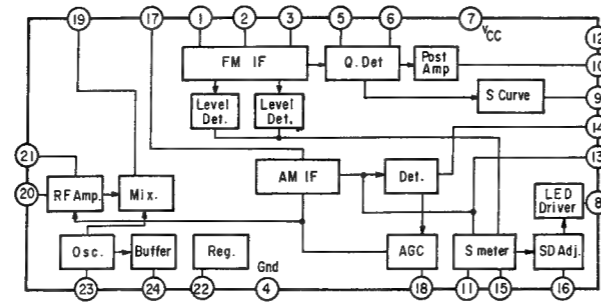 19 17 1 2 3 5 6 7 VCC
12
FM IF Q.Det Post Amp 10
Level Det. Level Det. S Curve 9
14
21 13
AM IF Det. LED Driver 8
20 RF Amp. Mix.
Osc. Buffer Reg. Gnd AGC S meter SD Adj.
23 24 22 4 18 11 15 16